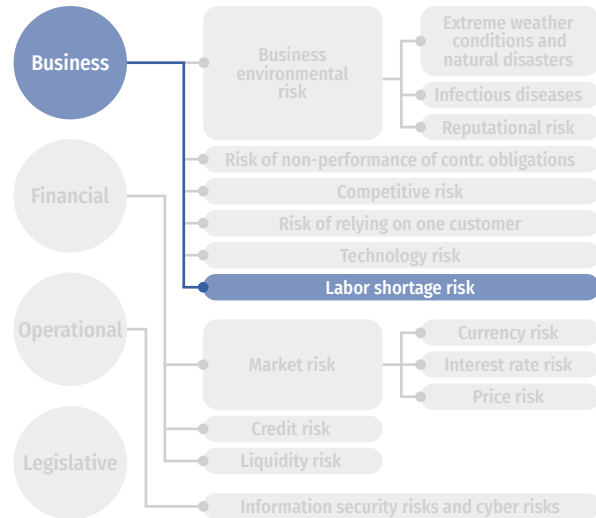 Business
Business
environmental
risk
Extreme weather
conditions and
natural disasters
Infectious diseases
Reputational risk
Risk of non-performance of contr. obligations
Competitive risk
Risk of relying on one customer
Technology risk
Labor shortage risk
Financial
Market risk
Currency risk
Interest rate risk
Price risk
Credit risk
Liquidity risk
Operational
Information security risks and cyber risks
Legislative